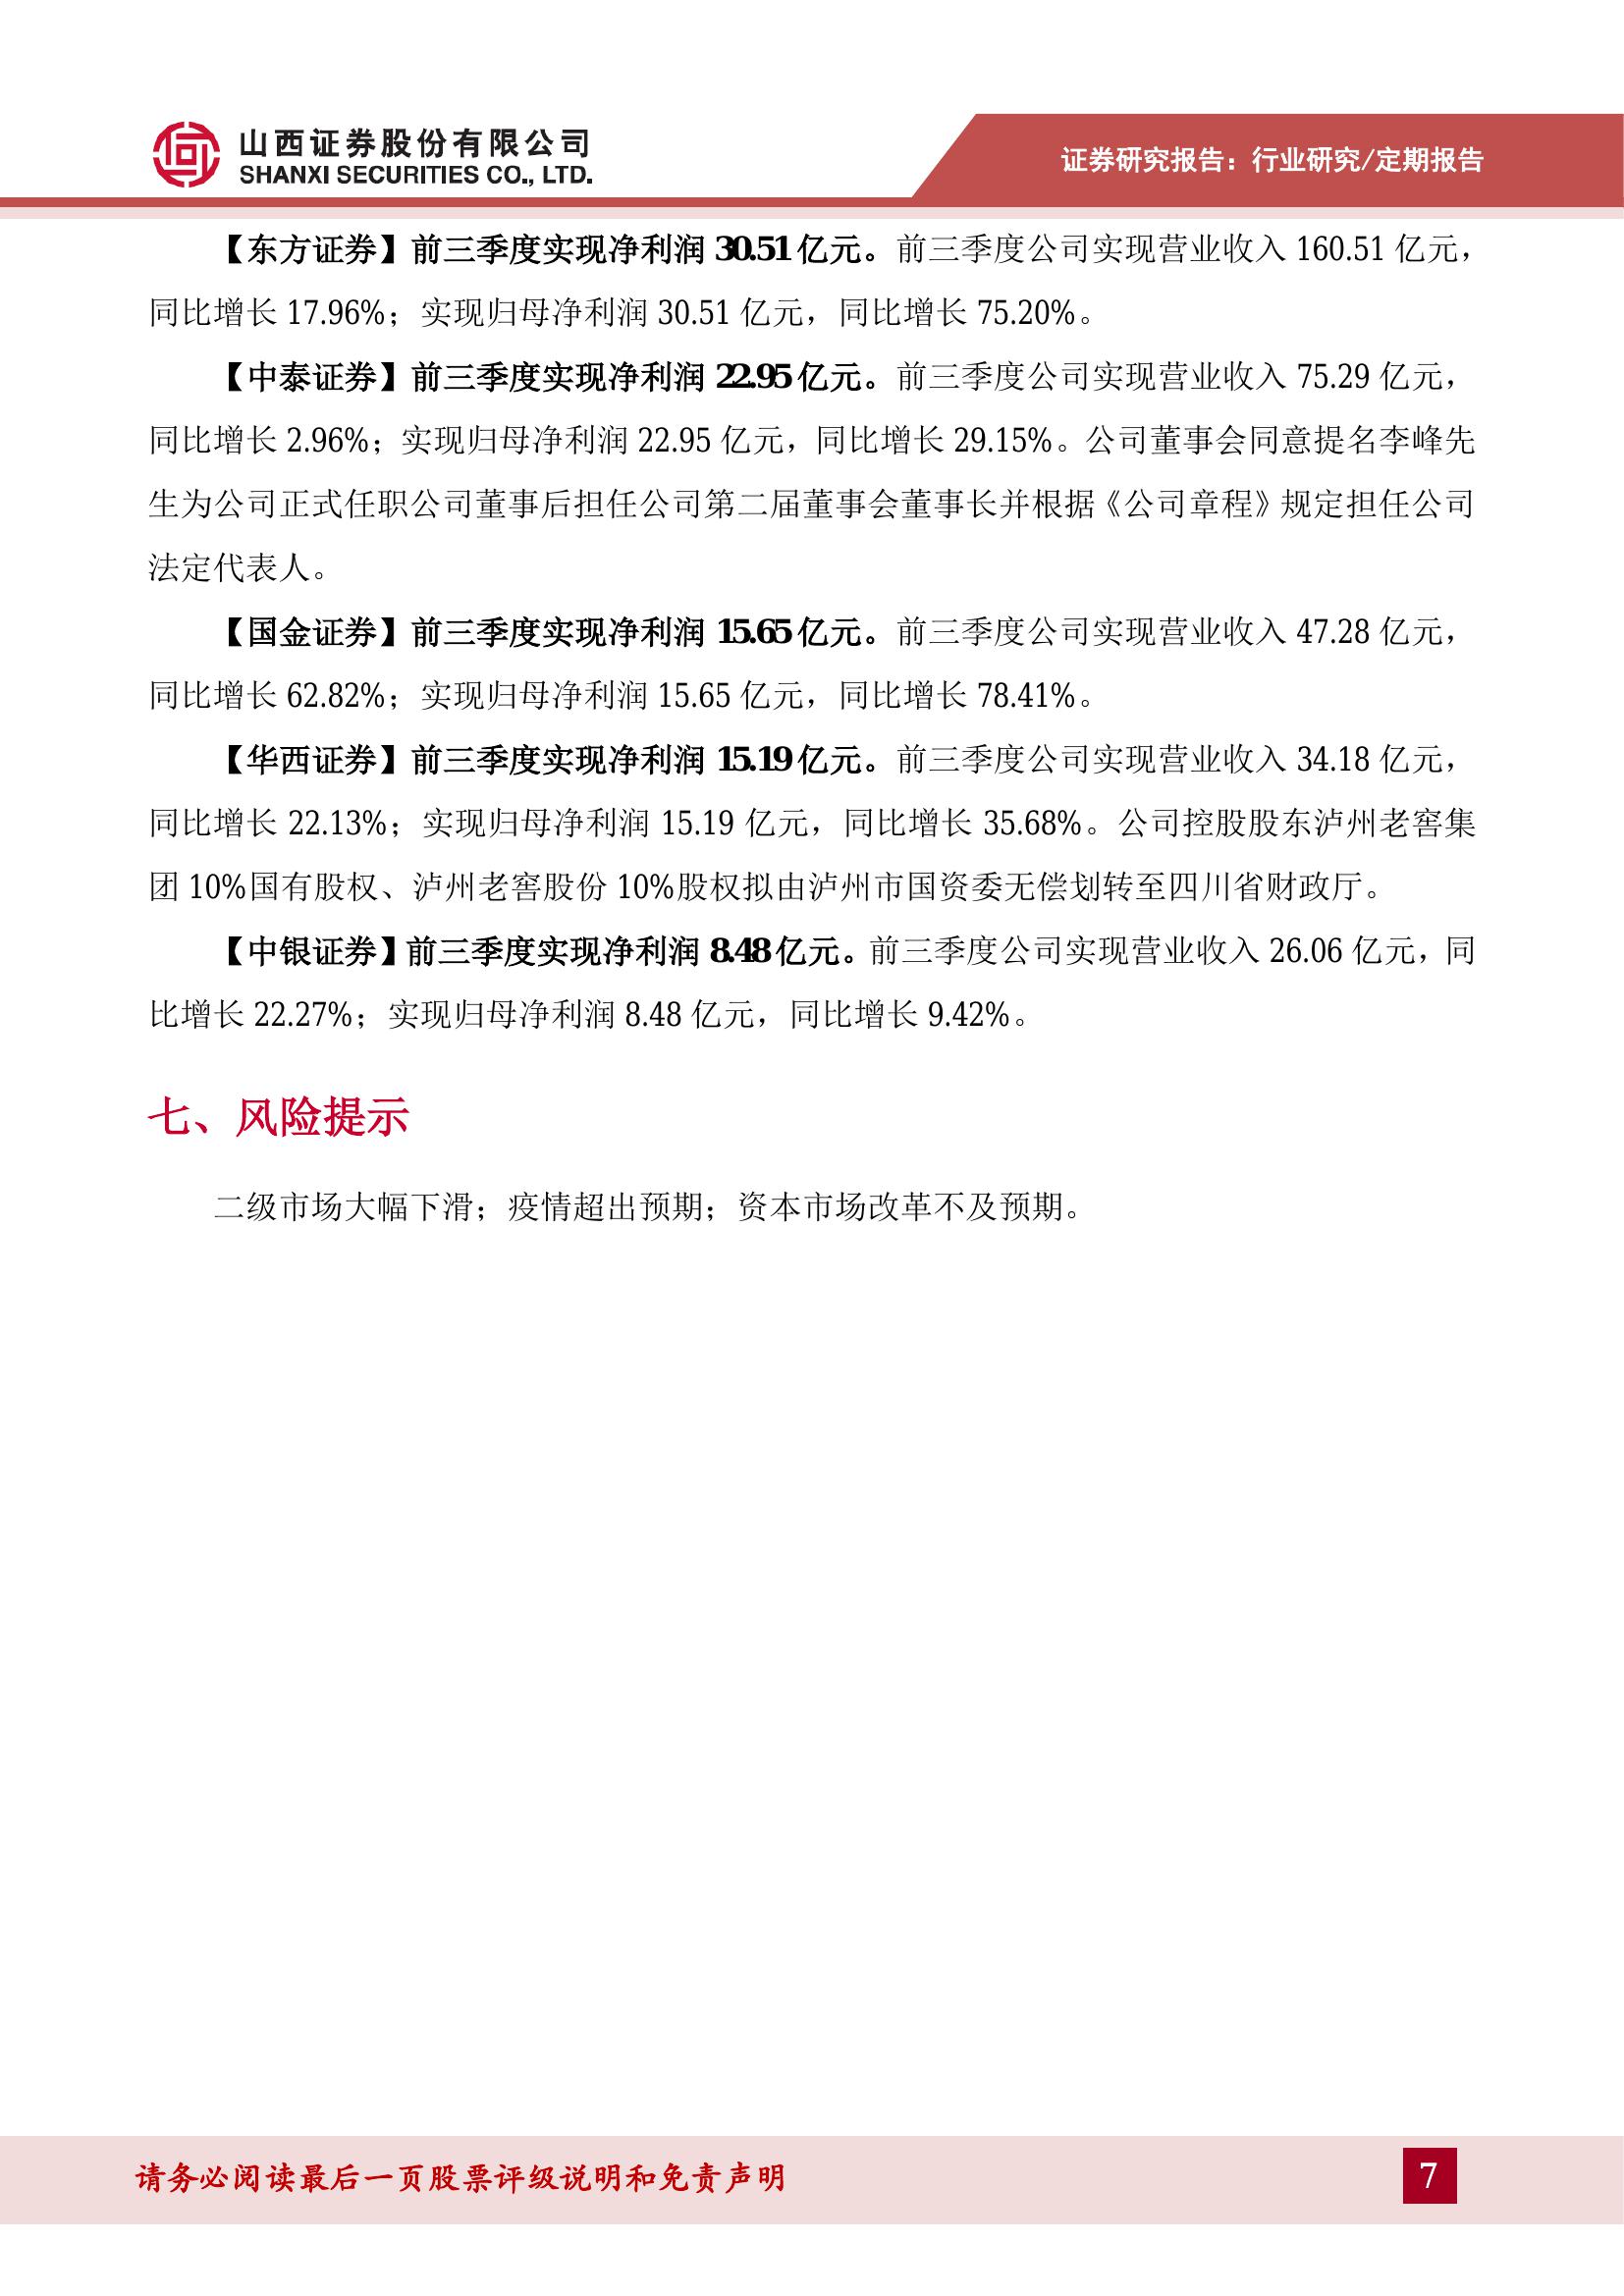 山西证券股份有限公司
SHANXI SECURITIES CO., LTD.
证券研究报告：行业研究/定期报告
【东方证券】前三季度实现净利润 30.51 亿元。前三季度公司实现营业收入 160.51 亿元，
同比增长 17.96%；实现归母净利润 30.51 亿元，同比增长 75.20%。
【中泰证券】前三季度实现净利润 22.95 亿元。前三季度公司实现营业收入 75.29 亿元，
同比增长 2.96%；实现归母净利润 22.95 亿元，同比增长 29.15%。公司董事会同意提名李峰先
生为公司正式任职公司董事后担任公司第二届董事会董事长并根据《公司章程》规定担任公司
法定代表人。
【国金证券】前三季度实现净利润 15.65 亿元。前三季度公司实现营业收入 47.28 亿元，
同比增长 62.82%；实现归母净利润 15.65 亿元，同比增长 78.41%。
【华西证券】前三季度实现净利润 15.19 亿元。前三季度公司实现营业收入 34.18 亿元，
同比增长 22.13%；实现归母净利润 15.19 亿元，同比增长 35.68%。公司控股股东泸州老窖集
团 10%国有股权、泸州老窖股份 10%股权拟由泸州市国资委无偿划转至四川省财政厅。
【中银证券】前三季度实现净利润 8.48 亿元。前三季度公司实现营业收入 26.06 亿元，同
比增长 22.27%；实现归母净利润 8.48 亿元，同比增长 9.42%。
七、风险提示
二级市场大幅下滑；疫情超出预期；资本市场改革不及预期。
请务必阅读最后一页股票评级说明和免责声明
7